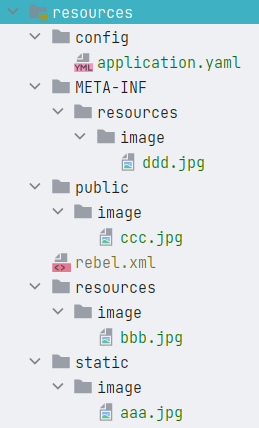 resources
config
YML application.yaml
META-INF
resources
image
ddd.jpg
public
image
ccc.jpg
rebel.xml
resources
image
bbb.jpg
static
image
aaa.jpg